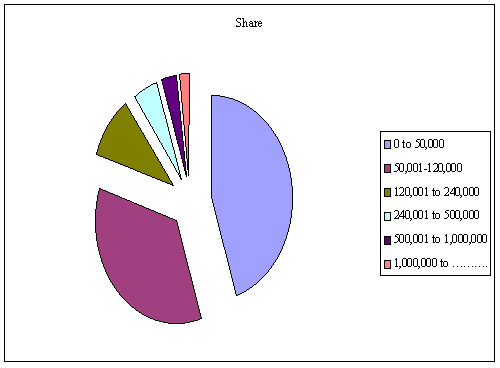 Share
0 to 50,000
50,001-120,000
120,001 to 240,000
240,001 to 500,000
500,001 to 1,000,000
1,000,000 to ..........